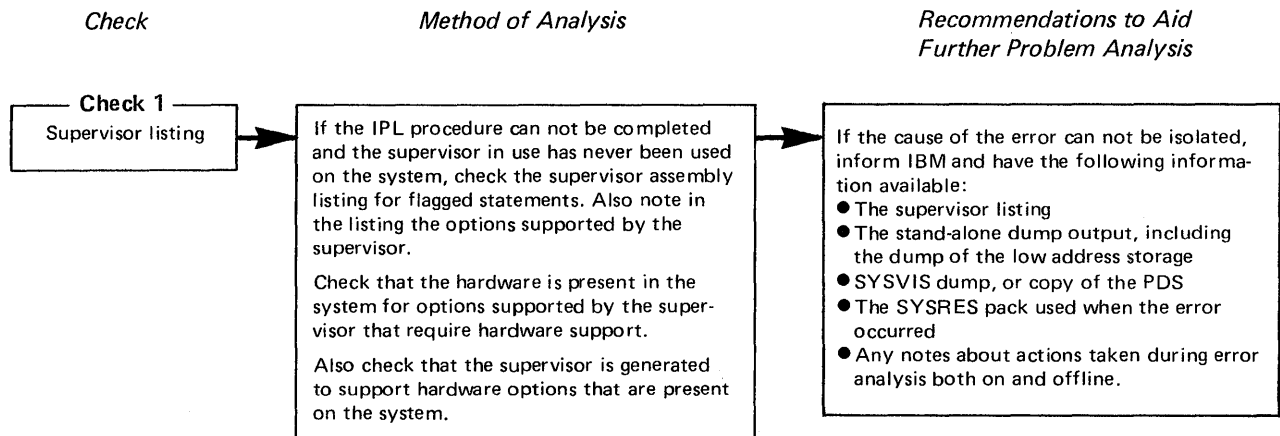 Check
Method of Analysis
Recommendations to Aid
Further Problem Analysis
Check 1
Supervisor listing
If the IPL procedure can not be completed
and the supervisor in use has never been used
on the system, check the supervisor assembly
listing for flagged statements. Also note in
the listing the options supported by the
supervisor.
Check that the hardware is present in the
system for options supported by the super-
visor that require hardware support.
Also check that the supervisor is generated
to support hardware options that are present
on the system.
If the cause of the error can not be isolated,
inform IBM and have the following informa-
tion available:
● The supervisor listing
● The stand-alone dump output, including
the dump of the low address storage
● SYSVIS dump, or copy of the PDS
● The SYSRES pack used when the error
occurred
● Any notes about actions taken during error
analysis both on and offline.